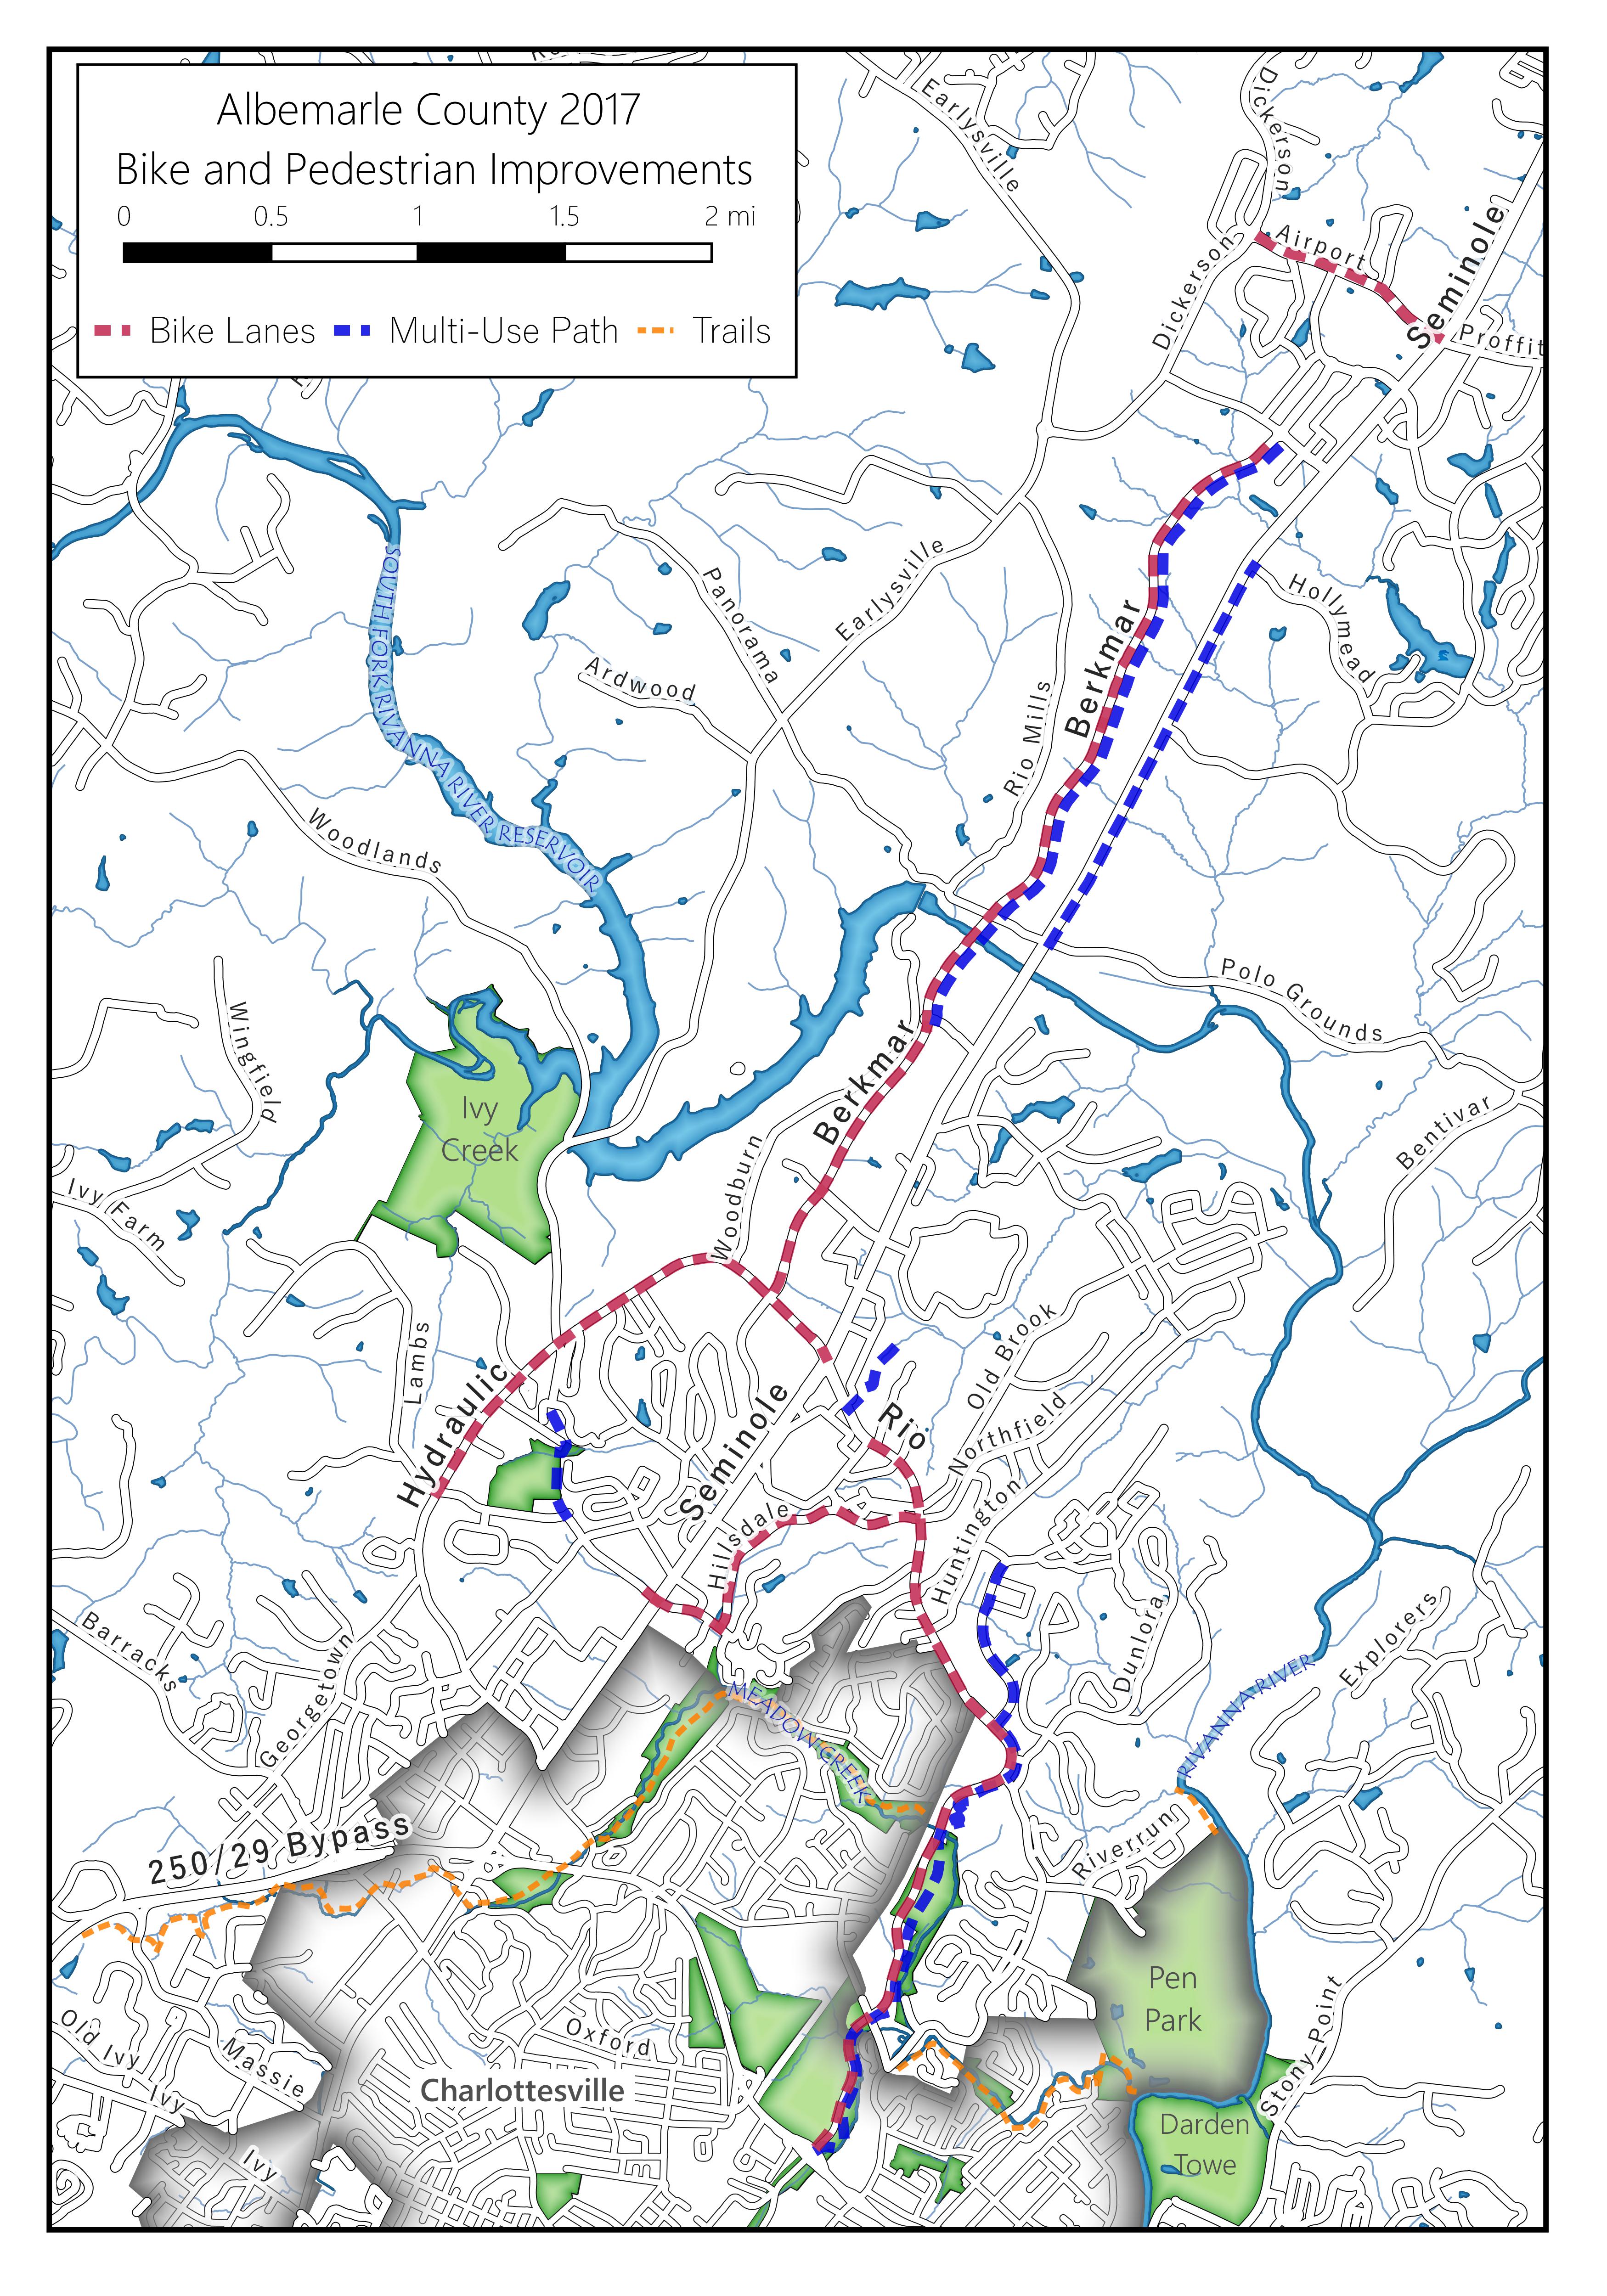 Albemarle County 2017
Bike and Pedestrian Improvements
0 0.5 1 1.5 2 mi
Bike Lanes Multi-Use Path Trails
Earlysville
Dickerson
Dickerson
Airport
Seminole
Proffit
SOUTH FORK RIVANNA RIVER RESERVOIR
Panorama
Earlysville
Hollymead
Ardwood
Berkmar
Rio Mills
Woodlands
Polo Grounds
Wingfield
Berkmar
Ivy
Creek
Bentivar
Woodburn
Ivy Farm
Lambs
Old Brook
Hydraulic
Seminole
Rio
Northfield
Hillsdale
Huntington
Barracks
Georgetown
Dunlora
Explorers
MEADOW CREEK
RIVANNA RIVER
250/29 Bypass
Riverrun
Pen
Park
Old Ivy
Massie
Oxford
Stony Point
Ivy
Charlottesville
Darden
Towe
Ivy